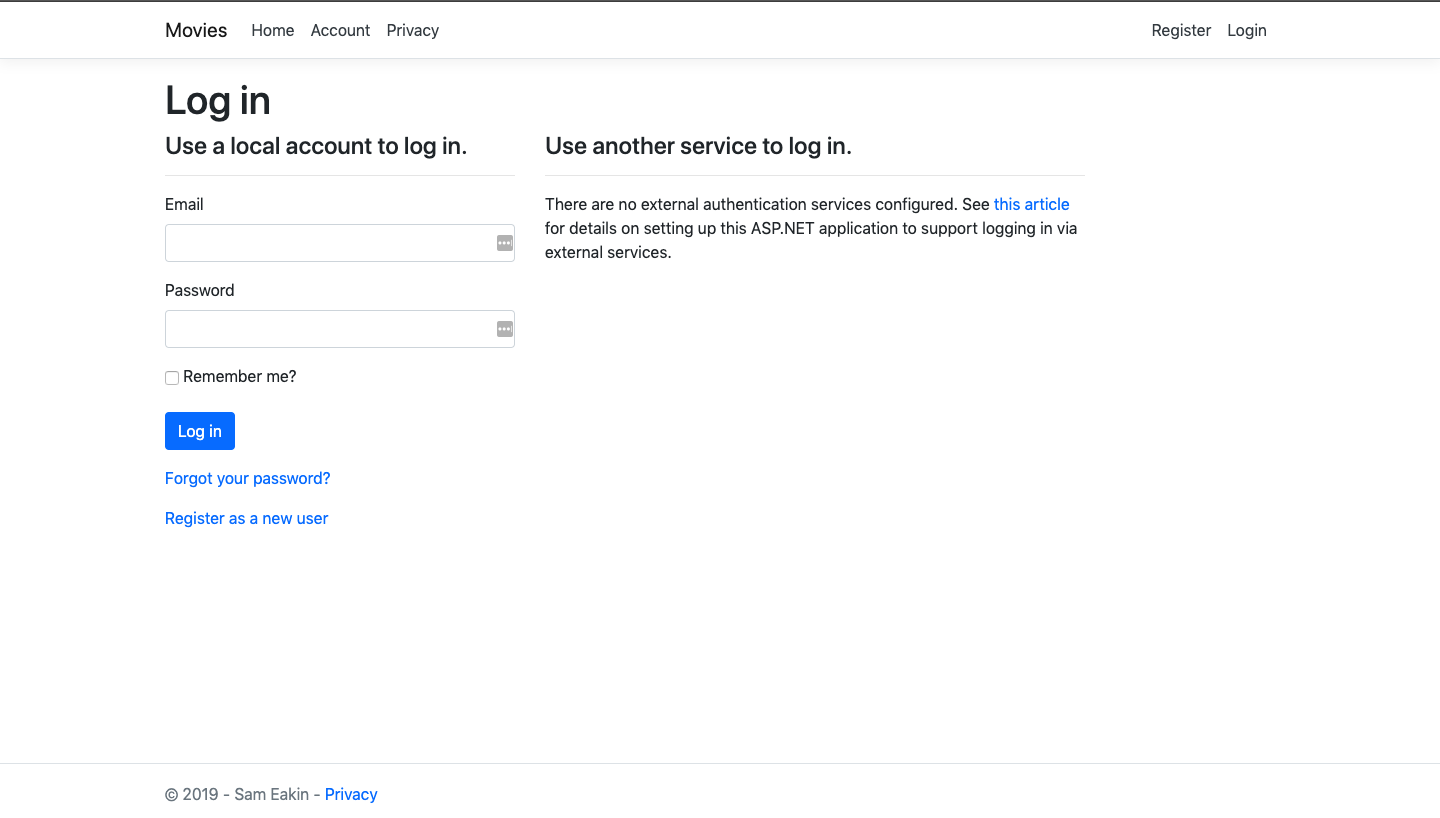 Movies Home Account Privacy Register Login
Log in
Use a local account to log in.
Email
Password
Remember me?
Log in
Forgot your password?
Register as a new user
Use another service to log in.
There are no external authentication services configured. See this article
for details on setting up this ASP.NET application to support logging in via
external services.
© 2019 - Sam Eakin - Privacy